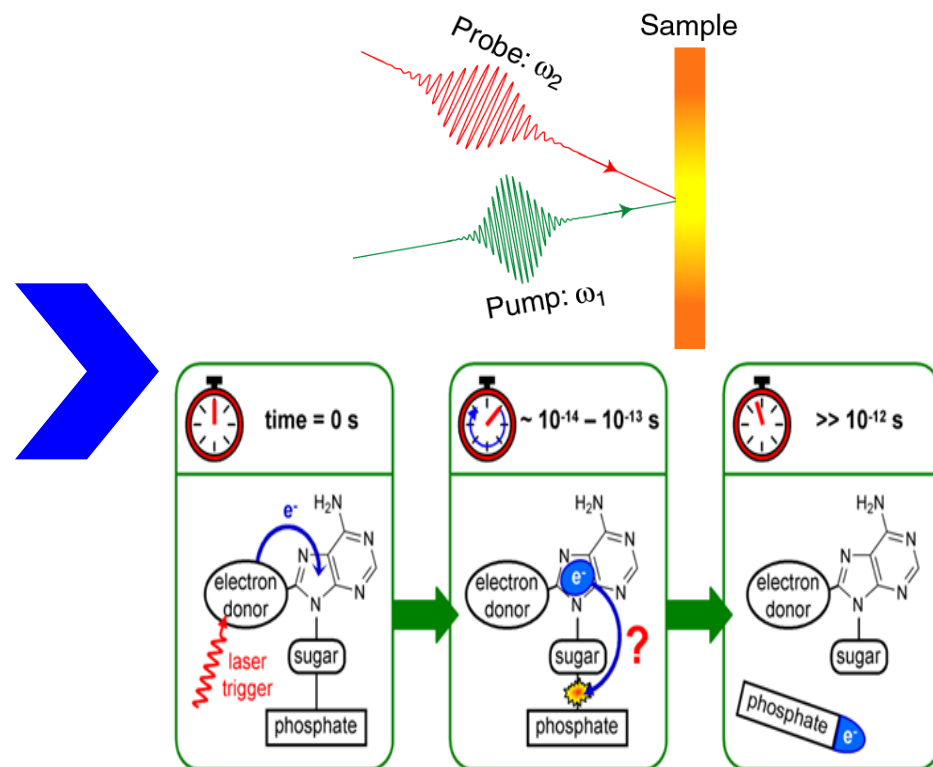 Sample
Probe: ω₂
Pump: ω₁
time = 0 s
~ 10⁻¹⁴ – 10⁻¹³ s
>> 10⁻¹² s
H₂N
e⁻
N
N
N
N
electron
donor
sugar
laser
trigger
phosphate
H₂N
N
N
e⁻
N
N
electron
donor
?
sugar
phosphate
H₂N
N
N
N
N
electron
donor
sugar
phosphate
e⁻